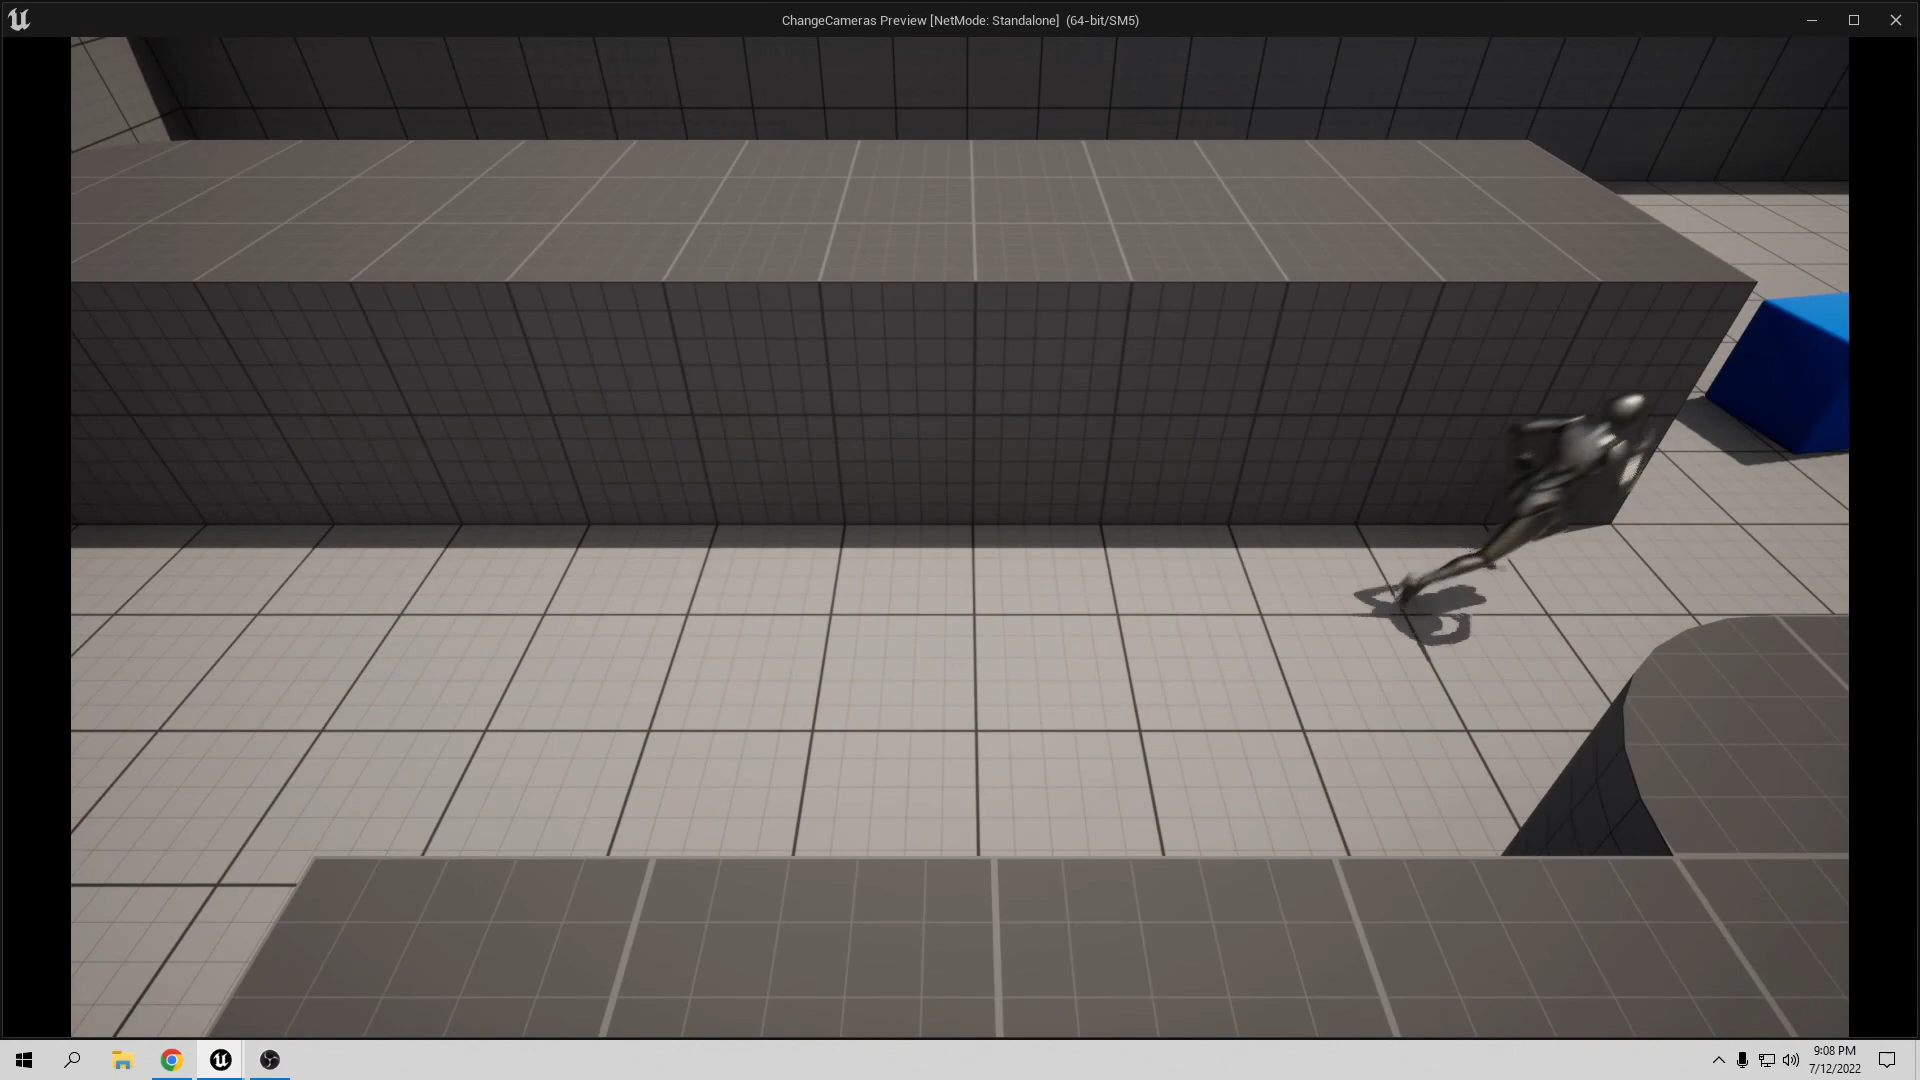 ChangeCameras Preview [NetMode: Standalone] (64-bit/SM5)
9:08 PM
7/12/2022